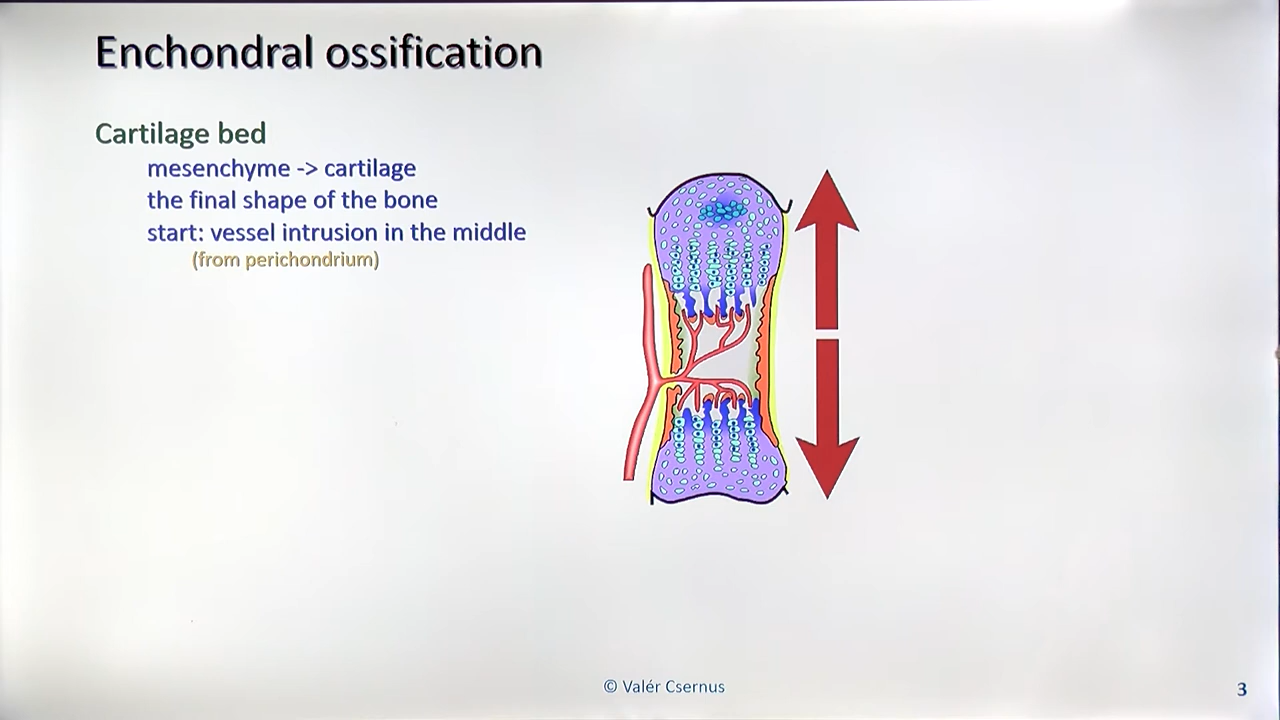 Enchondral ossification
Cartilage bed
mesenchyme -> cartilage
the final shape of the bone
start: vessel intrusion in the middle
(from perichondrium)
© Valér Csernus
3